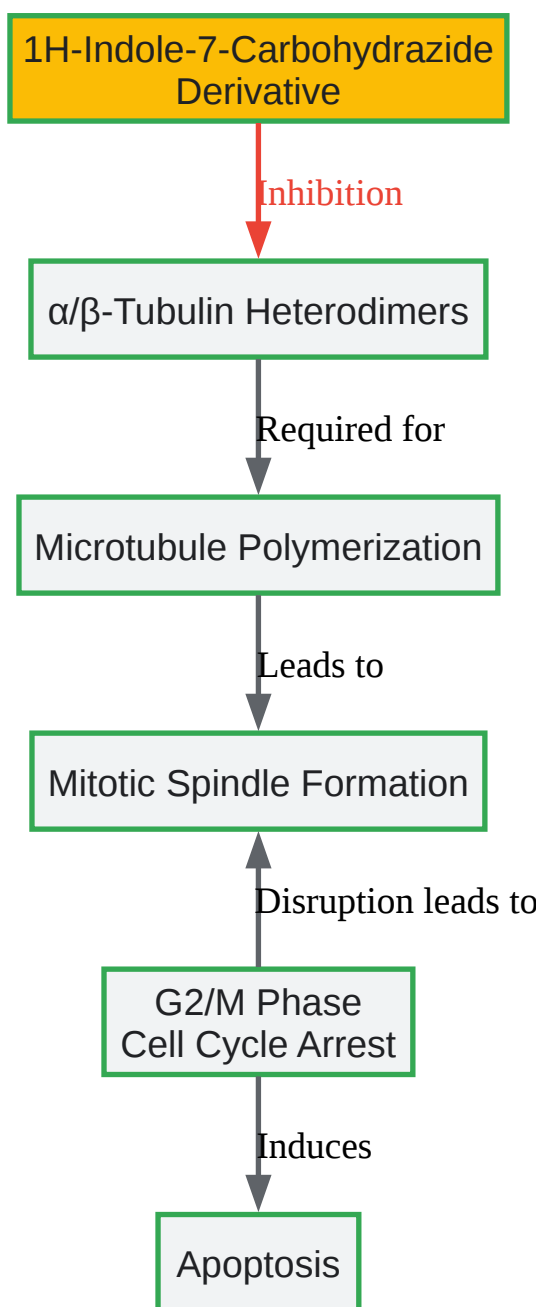 1H-Indole-7-Carbohydrazide
Derivative
Inhibition
α/β-Tubulin Heterodimers
Required for
Microtubule Polymerization
Leads to
Mitotic Spindle Formation
Disruption leads to
G2/M Phase
Cell Cycle Arrest
Induces
Apoptosis